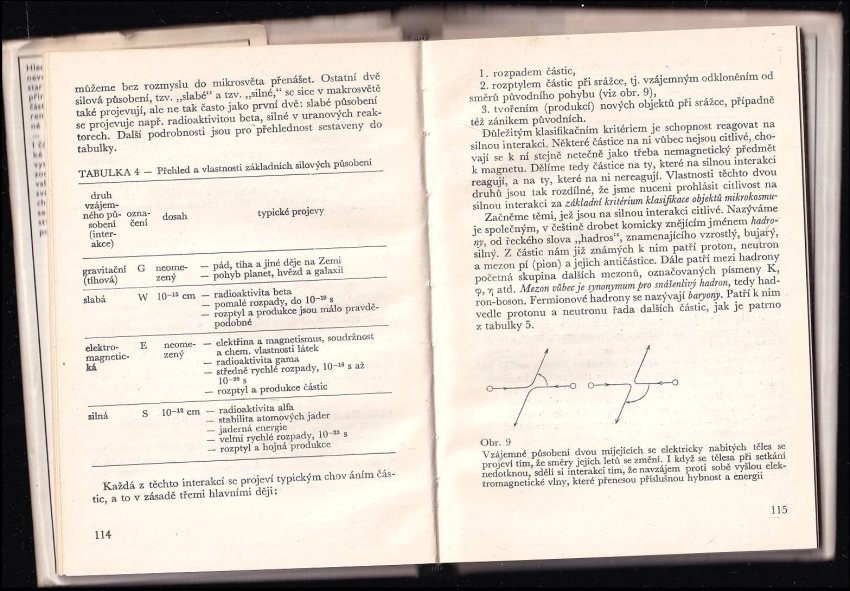 můžeme bez rozmyslu do mikrosvěta přenášet. Ostatní dvě
silová působení, tzv. „slabé“ a tzv. „silné,“ se sice v makrosvětě
také projevují, ale ne tak často jako první dvě: slabé působení
se projevuje např. radioaktivitou beta, silné v uranových reak-
torech. Další podrobnosti jsou pro přehlednost sestaveny do
tabulky.
TABULKA 4 — Přehled a vlastnosti základních silových působení
druh
vzájem-
ného pů- ozna- dosah typické projevy
sobení čení
(inter-
akce)
gravitační G neome- — pád, tíha a jiné děje na Zemi
(tíhová) zený — pohyb planet, hvězd a galaxií
slabá W 10⁻¹⁵ cm — radioaktivita beta
— pomalé rozpady, do 10⁻¹⁰ s
— rozptyl a produkce jsou málo pravdě-
podobné
elektro- E neome- — elektřina a magnetismus, soudržnost
magnetic- zený a chem. vlastnosti látek
ká — radioaktivita gama
— středně rychlé rozpady, 10⁻¹⁶ s až
10⁻²⁰ s
— rozptyl a produkce částic
silná S 10⁻¹² cm — radioaktivita alfa
— stabilita atomových jader
— jaderná energie
— velmi rychlé rozpady, 10⁻²³ s
— rozptyl a hojná produkce
Každá z těchto interakcí se projeví typickým chov áním čás-
tic, a to v zásadě třemi hlavními ději:
114
1. rozpadem částic,
2. rozptylem částic při srážce, tj. vzájemným odkloněním od
směrů původního pohybu (viz obr. 9),
3. tvořením (produkcí) nových objektů při srážce, případně
též zánikem původních.
Důležitým klasifikačním kritériem je schopnost reagovat na
silnou interakci. Některé částice na ni vůbec nejsou citlivé, cho-
vají se k ní stejně netečně jako třeba nemagnetický předmět
k magnetu. Dělíme tedy částice na ty, které na silnou interakci
reagují, a na ty, které na ni nereagují. Vlastnosti těchto dvou
druhů jsou tak rozdílné, že jsme nuceni prohlásit citlivost na
silnou interakci za základní kritérium klasifikace objektů mikrokosmu.
Začněme těmi, jež jsou na silnou interakci citlivé. Nazýváme
je společným, v češtině drobet komicky znějícím jménem hadro-
ny, od řeckého slova „hadros“, znamenajícího vzrostlý, bujarý,
silný. Z částic nám již známých k nim patří proton, neutron
a mezon pí (pion) a jejich antičástice. Dále patří mezi hadrony
početná skupina dalších mezonů, označovaných písmeny K,
φ, η atd. Mezon vůbec je synonymum pro snášenlivý hadron, tedy had-
ron-boson. Fermionové hadrony se nazývají baryony. Patří k nim
vedle protonu a neutronu řada dalších částic, jak je patrno
z tabulky 5.
Obr. 9
Vzájemné působení dvou míjejících se elektricky nabitých těles se
projeví tím, že směry jejich letů se změní. I když se tělesa při setkání
nedotknou, sdělí si interakci tím, že navzájem proti sobě vyšlou elek-
tromagnetické vlny, které přenesou příslušnou hybnost a energii
115